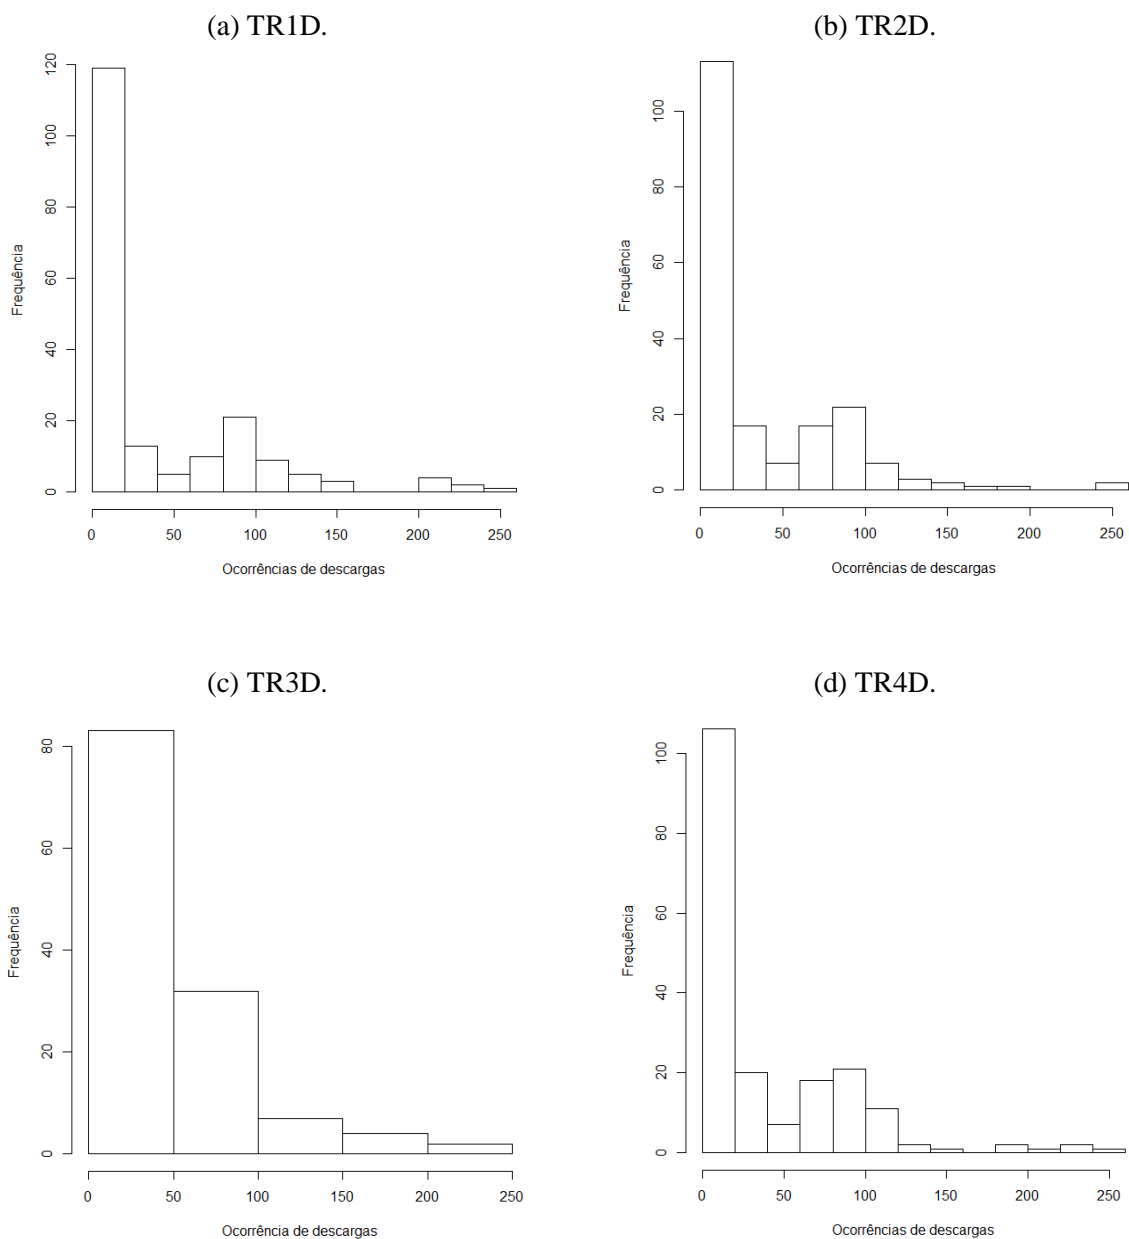 (a) TR1D.
120
100
80
60
40
20
0
Frequência
0 50 100 150 200 250
Ocorrências de descargas
(b) TR2D.
100
80
60
40
20
0
Frequência
0 50 100 150 200 250
Ocorrências de descargas
(c) TR3D.
80
60
40
20
0
Frequência
0 50 100 150 200 250
Ocorrência de descargas
(d) TR4D.
100
80
60
40
20
0
Frequência
0 50 100 150 200 250
Ocorrências de descargas